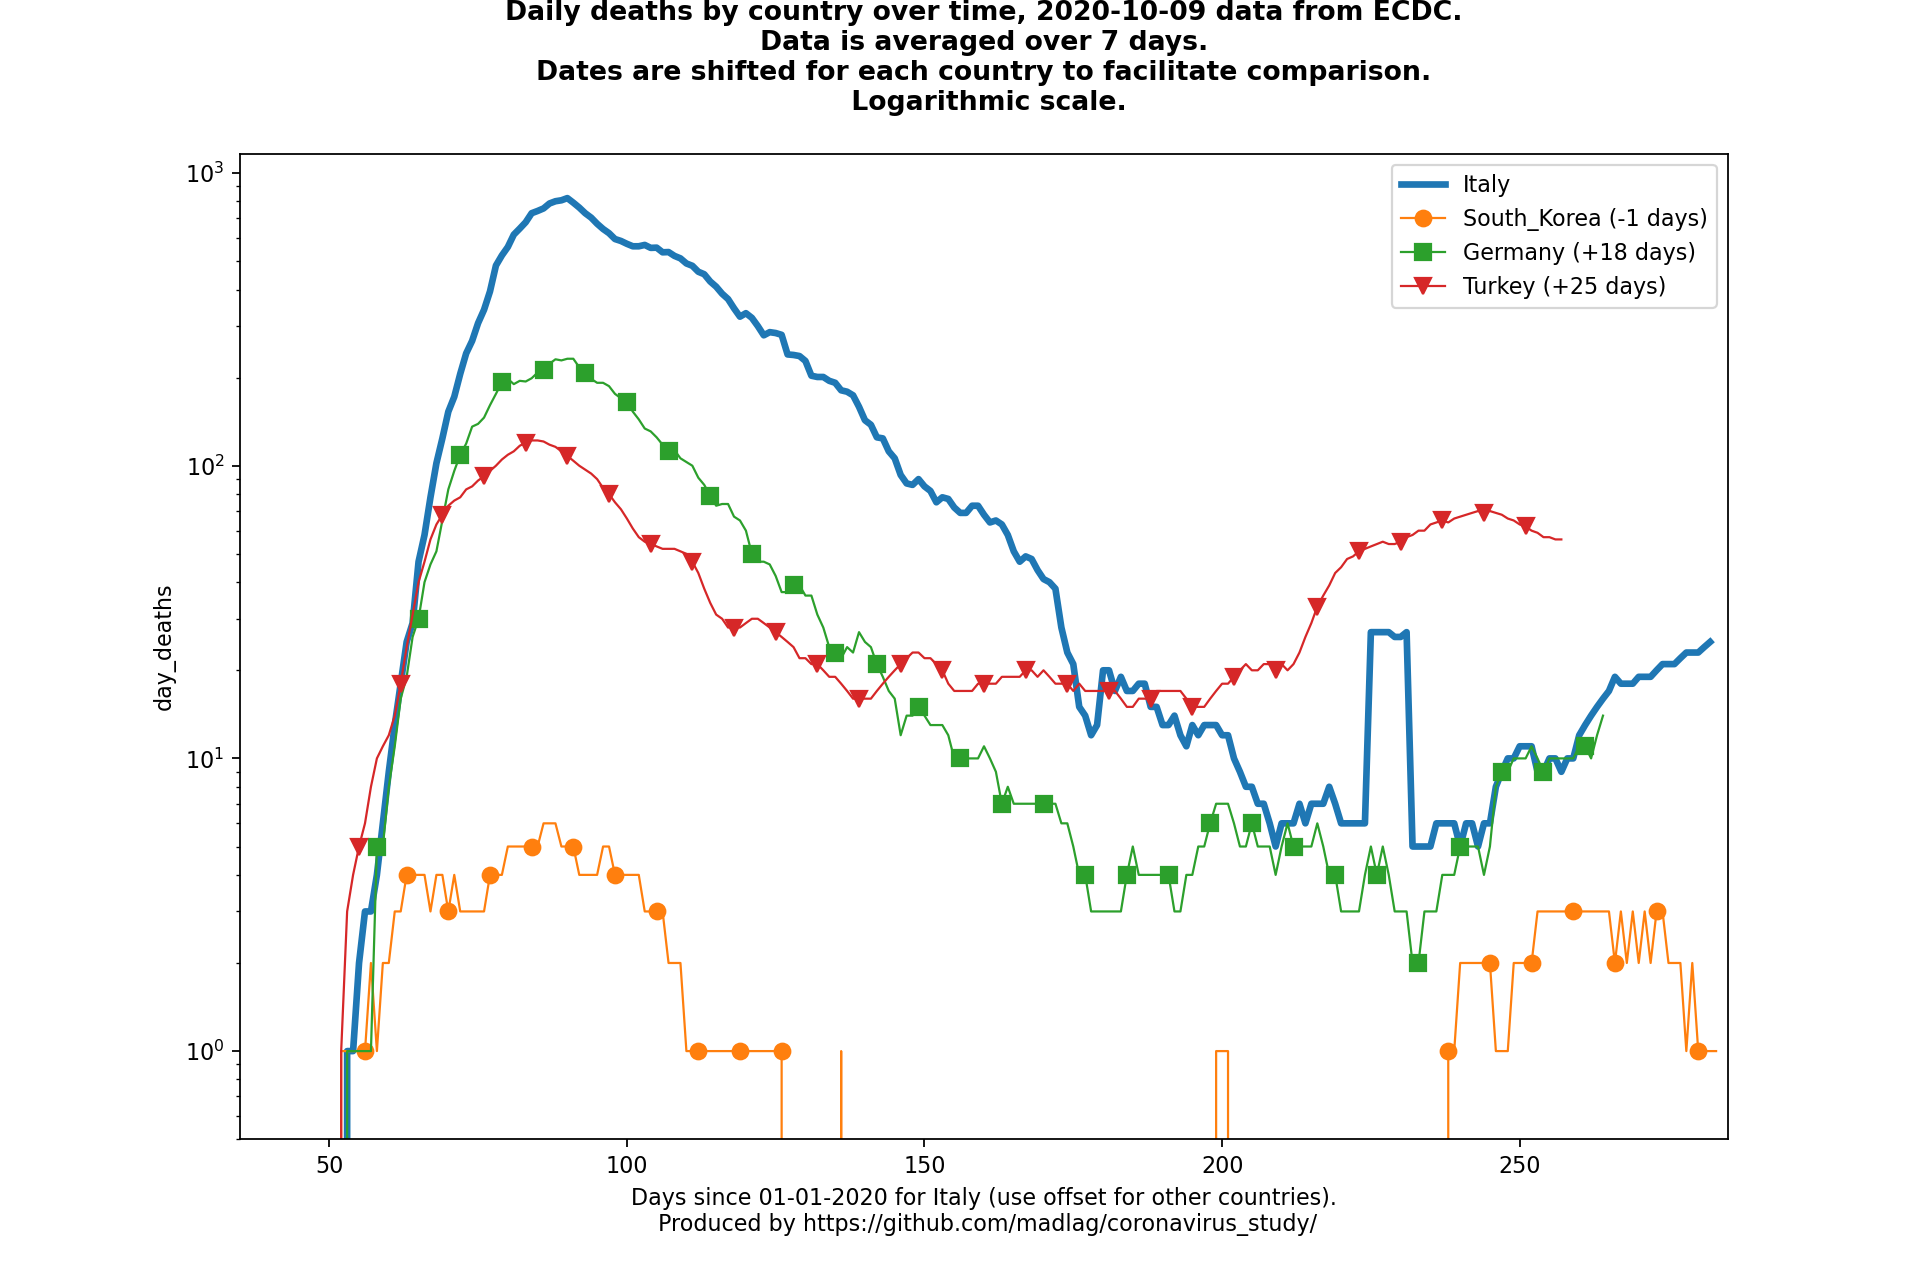 Daily deaths by country over time, 2020-10-09 data from ECDC.
Data is averaged over 7 days.
Dates are shifted for each country to facilitate comparison.
Logarithmic scale.
10³
10²
10¹
10⁰
day_deaths
Italy
South_Korea (-1 days)
Germany (+18 days)
Turkey (+25 days)
50 100 150 200 250
Days since 01-01-2020 for Italy (use offset for other countries).
Produced by https://github.com/madlag/coronavirus_study/